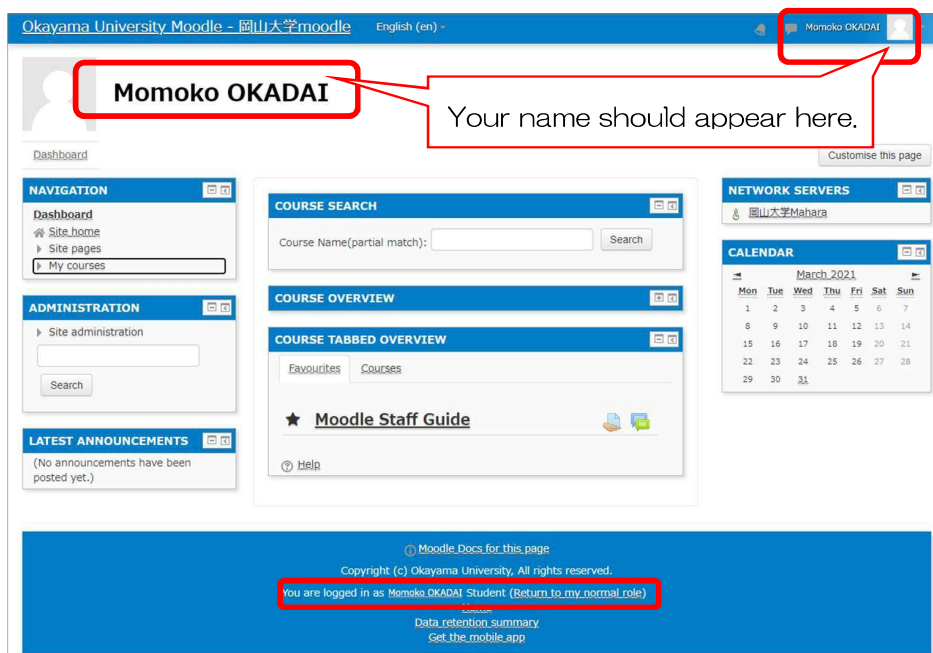 Okayama University Moodle - 岡山大学moodle
English (en)
Momoko OKADAI
Momoko OKADAI
Your name should appear here.
Dashboard
Customise this page
NAVIGATION
Dashboard
Site home
Site pages
My courses
ADMINISTRATION
Site administration
Search
LATEST ANNOUNCEMENTS
(No announcements have been
posted yet.)
COURSE SEARCH
Course Name(partial match):
Search
COURSE OVERVIEW
COURSE TABBED OVERVIEW
Favourites Courses
Moodle Staff Guide
Help
NETWORK SERVERS
岡山大学Mahara
CALENDAR
March 2021
Mon Tue Wed Thu Fri Sat Sun
1 2 3 4 5 6 7
8 9 10 11 12 13 14
15 16 17 18 19 20 21
22 23 24 25 26 27 28
29 30 31
Moodle Docs for this page
Copyright (c) Okayama University, All rights reserved.
You are logged in as Momoko OKADAI Student (Return to my normal role)
Data retention summary
Get the mobile app